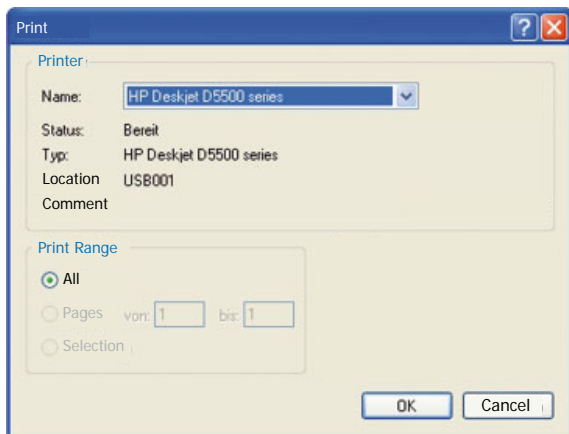 Print
Printer
Name: HP Deskjet D5500 series
Status: Bereit
Typ: HP Deskjet D5500 series
Location USB001
Comment
Print Range
All
Pages von: 1 bis: 1
Selection
OK Cancel